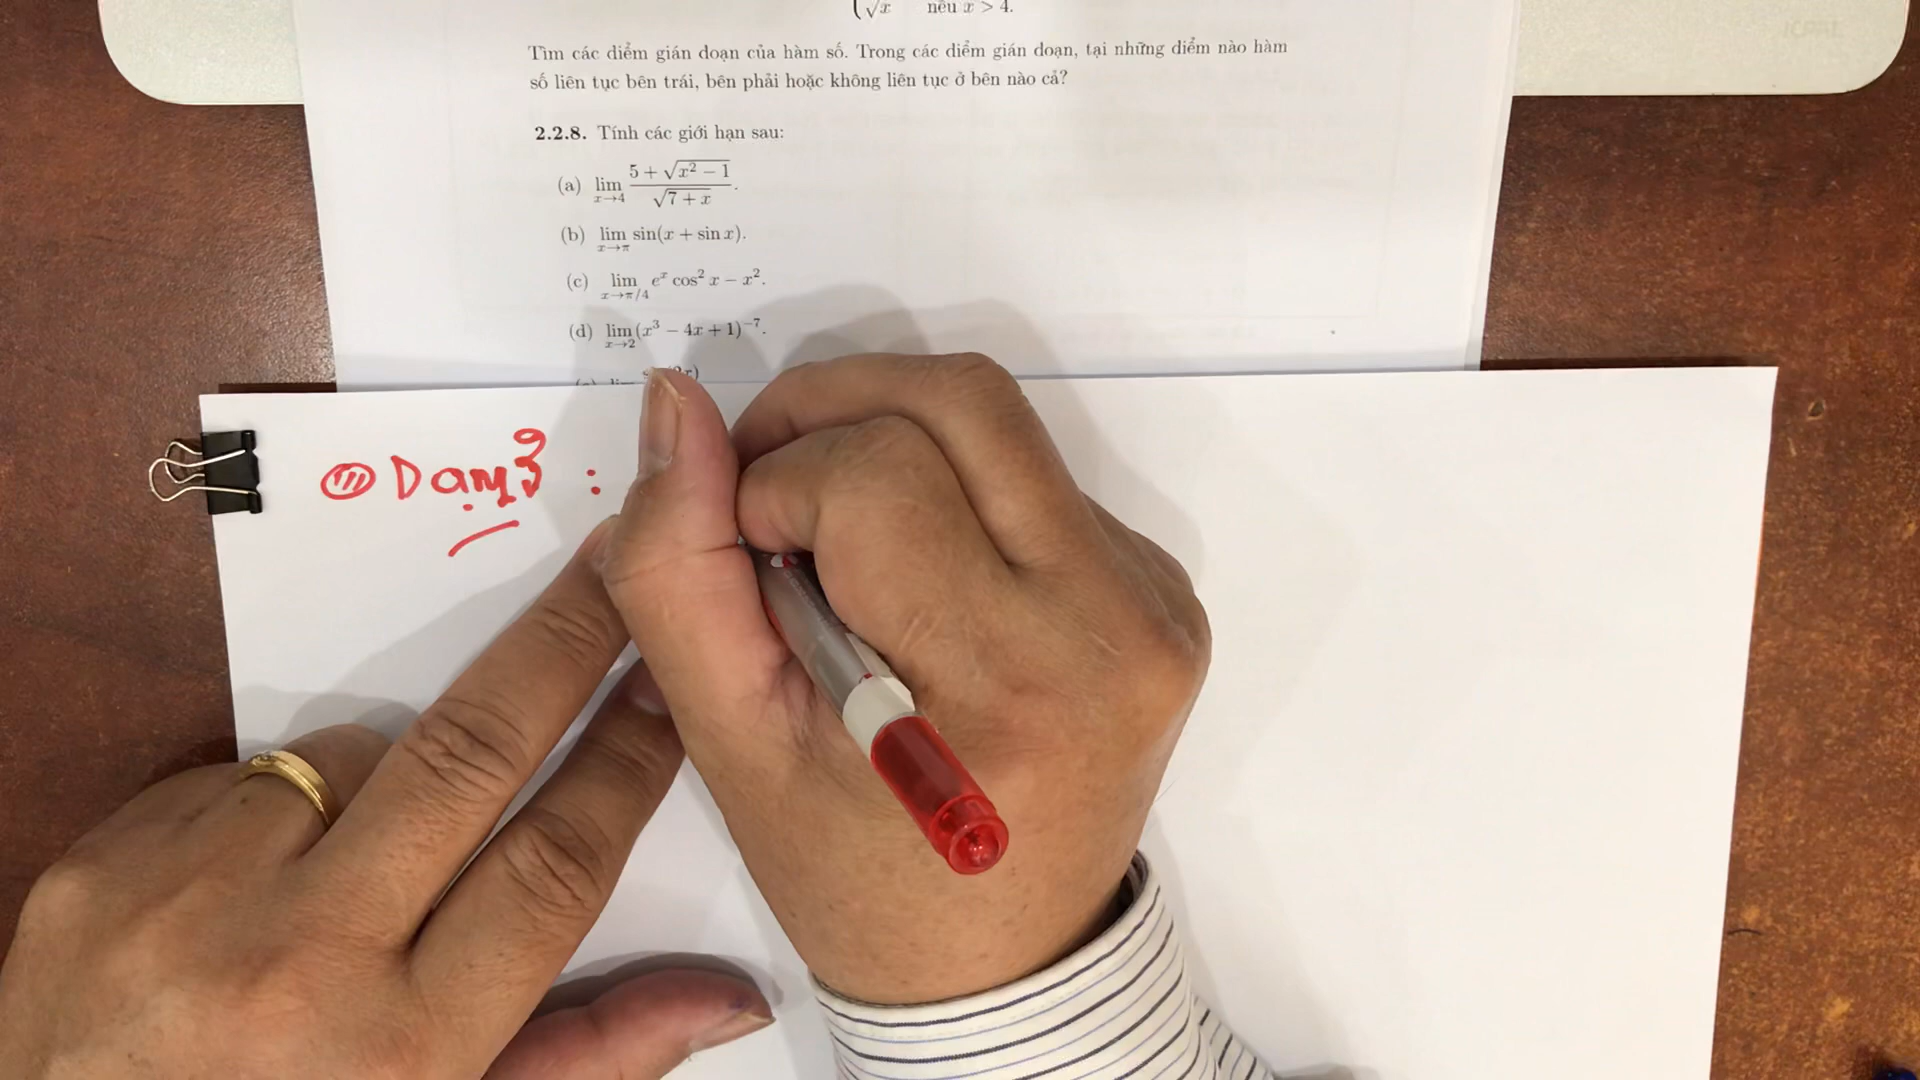 √x nếu x > 4.
Tìm các điểm gián đoạn của hàm số. Trong các điểm gián đoạn, tại những điểm nào hàm
số liên tục bên trái, bên phải hoặc không liên tục ở bên nào cả?
2.2.8. Tính các giới hạn sau:
(a) lim x→4 (5 + √(x² − 1)) / √(7 + x).
(b) lim x→π sin(x + sin x).
(c) lim x→π/4 eˣ cos² x − x².
(d) lim x→2 (x³ − 4x + 1)⁻⁷.
Dạng :